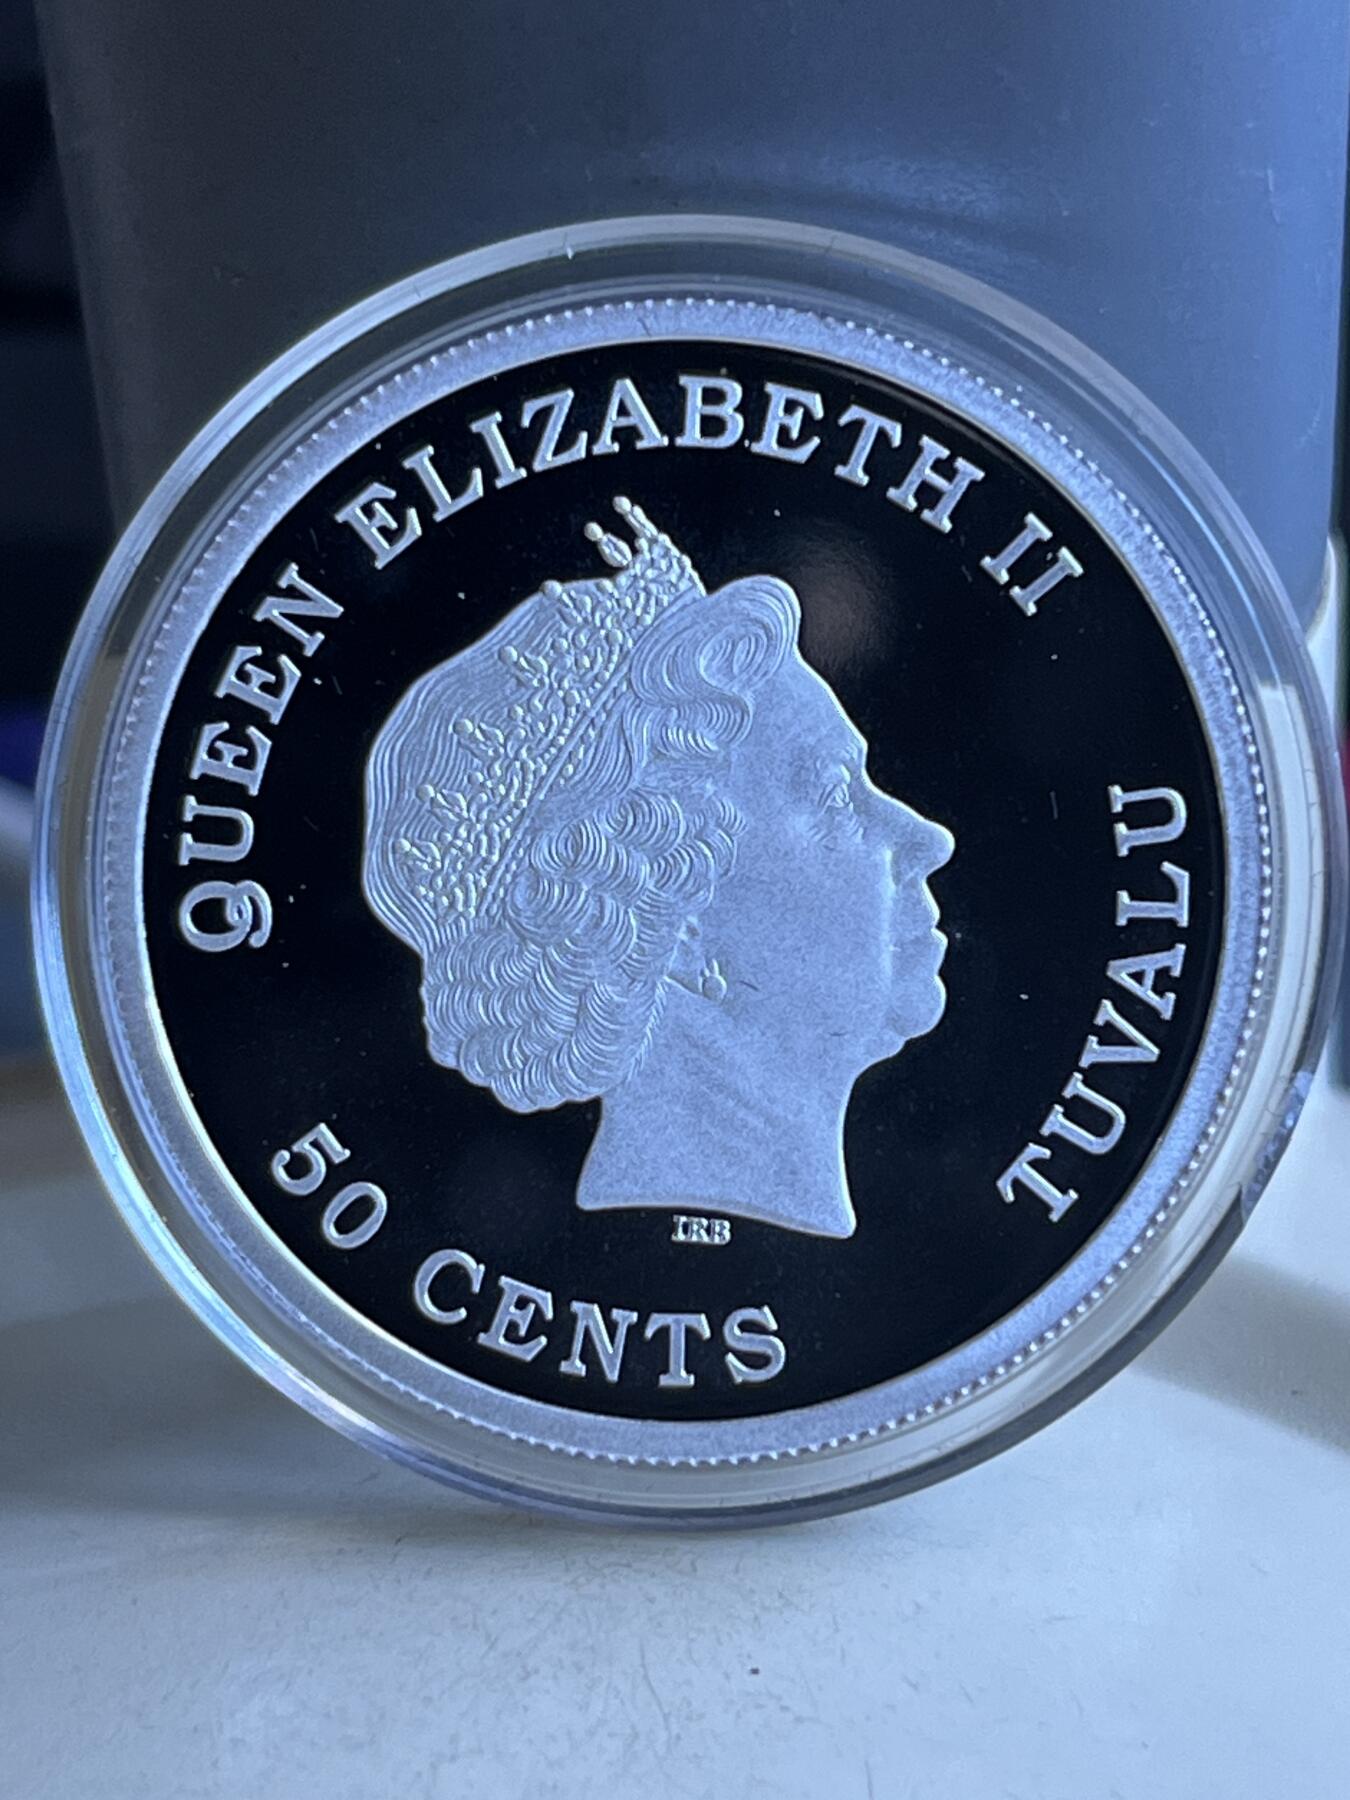 QUEEN ELIZABETH II
TUVALU
IRB
50 CENTS